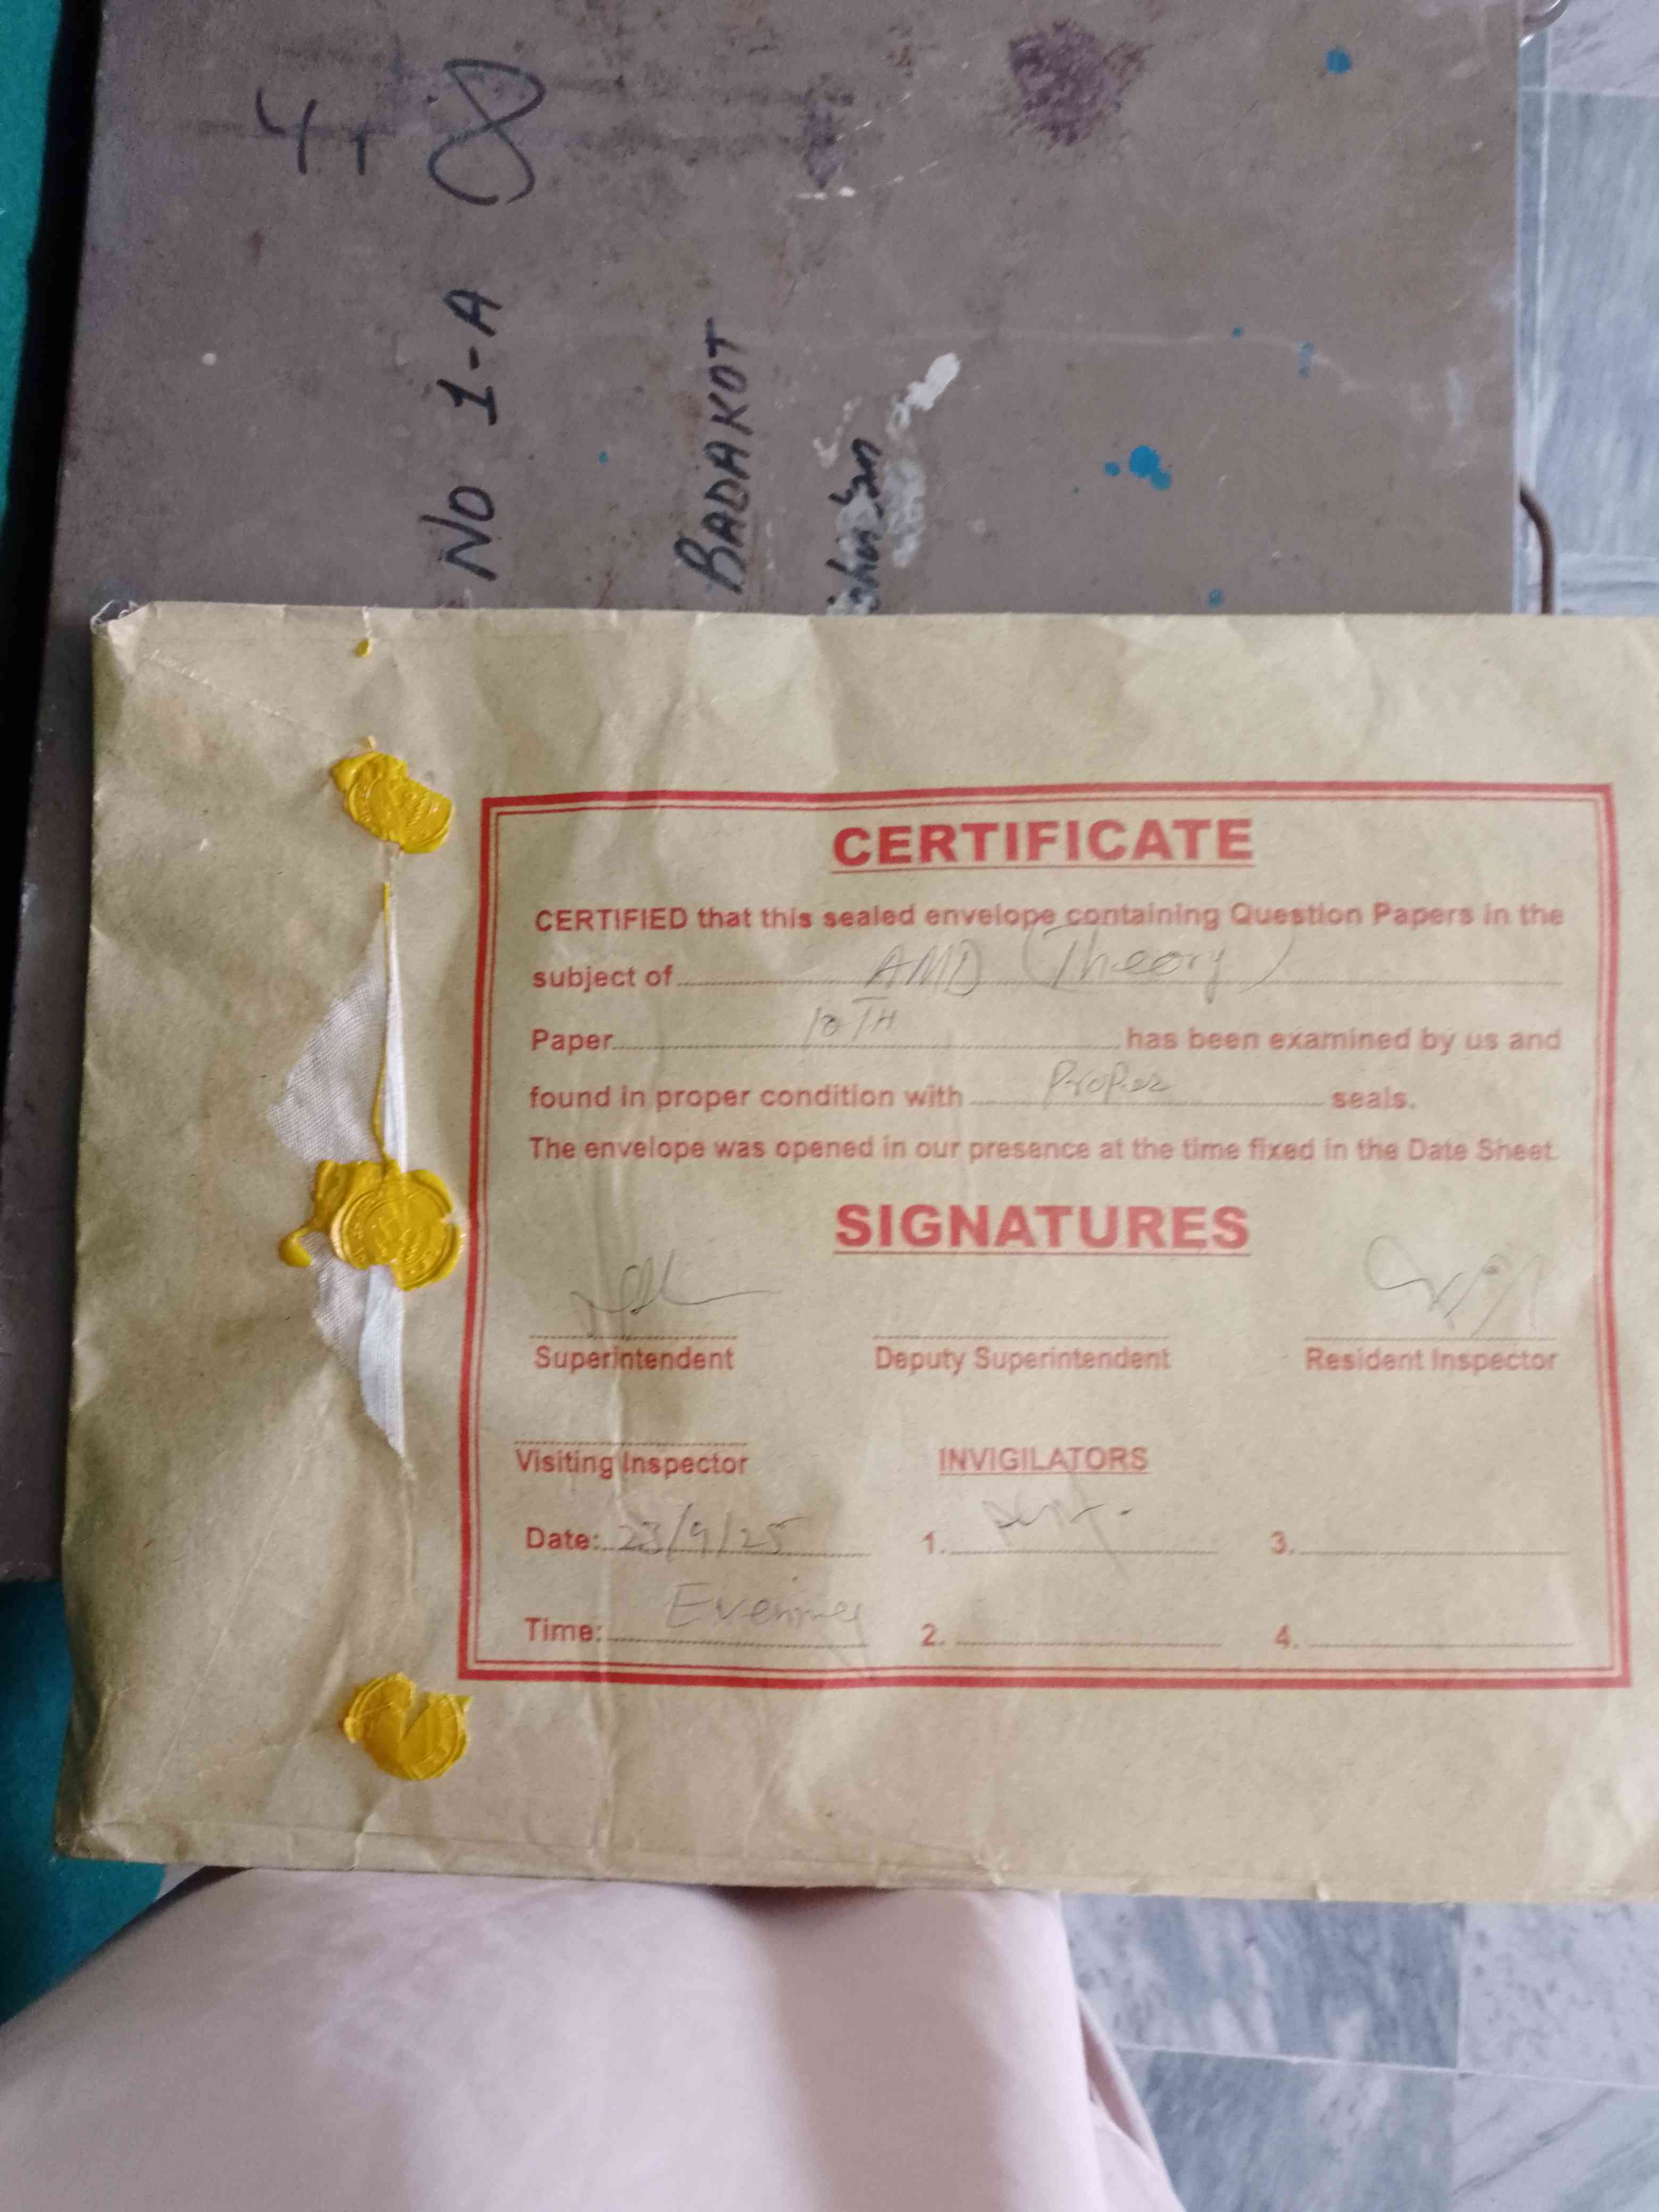 4, 8
No 1-A
BADAKOT
CERTIFICATE
CERTIFIED that this sealed envelope containing Question Papers in the
subject of AMD (Theory)
Paper 10TH has been examined by us and
found in proper condition with Proper seals.
The envelope was opened in our presence at the time fixed in the Date Sheet.
SIGNATURES
Superintendent Deputy Superintendent Resident Inspector
Visiting Inspector INVIGILATORS
Date: 23/9/25 1. 3.
Time: Evening 2. 4.